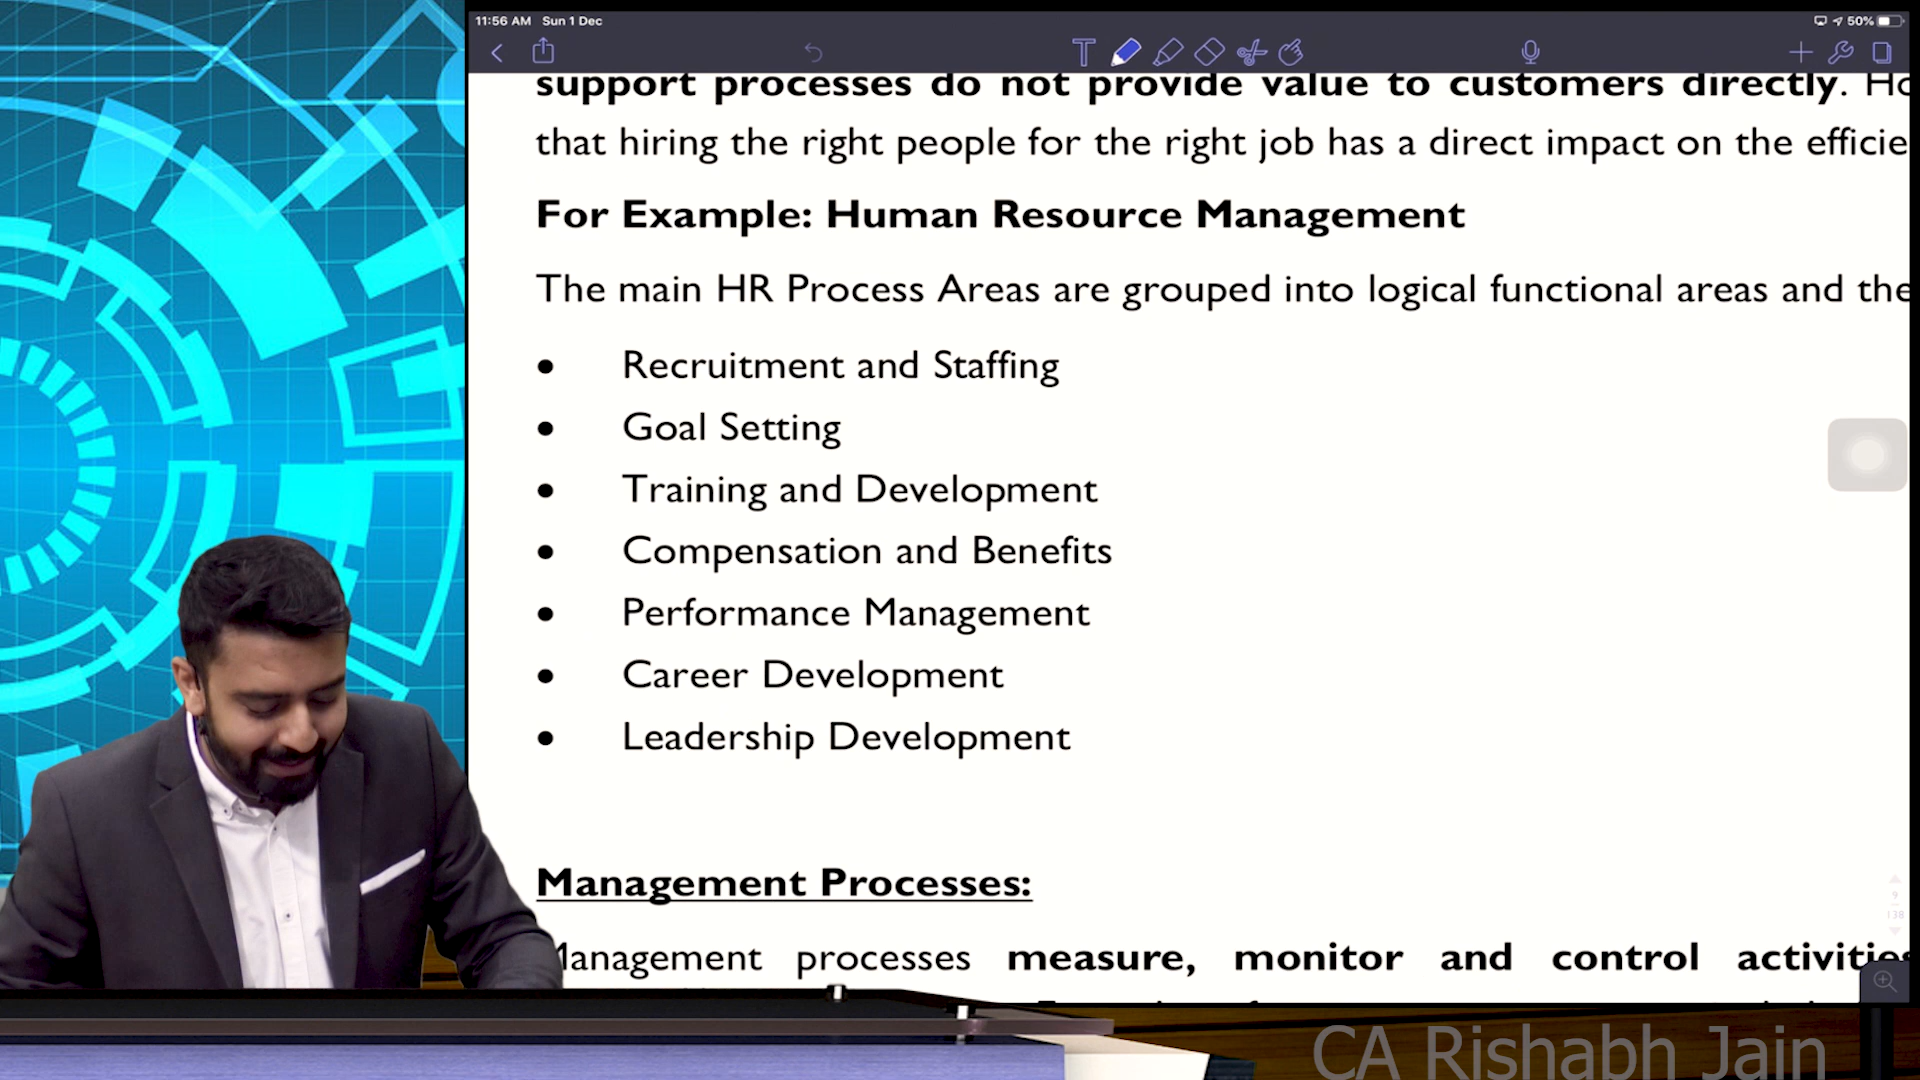 11:56 AM Sun 1 Dec
50%
support processes do not provide value to customers directly. Ho
that hiring the right people for the right job has a direct impact on the efficie
For Example: Human Resource Management
The main HR Process Areas are grouped into logical functional areas and the
• Recruitment and Staffing
• Goal Setting
• Training and Development
• Compensation and Benefits
• Performance Management
• Career Development
• Leadership Development
Management Processes:
Management processes measure, monitor and control activities
9
138
CA Rishabh Jain